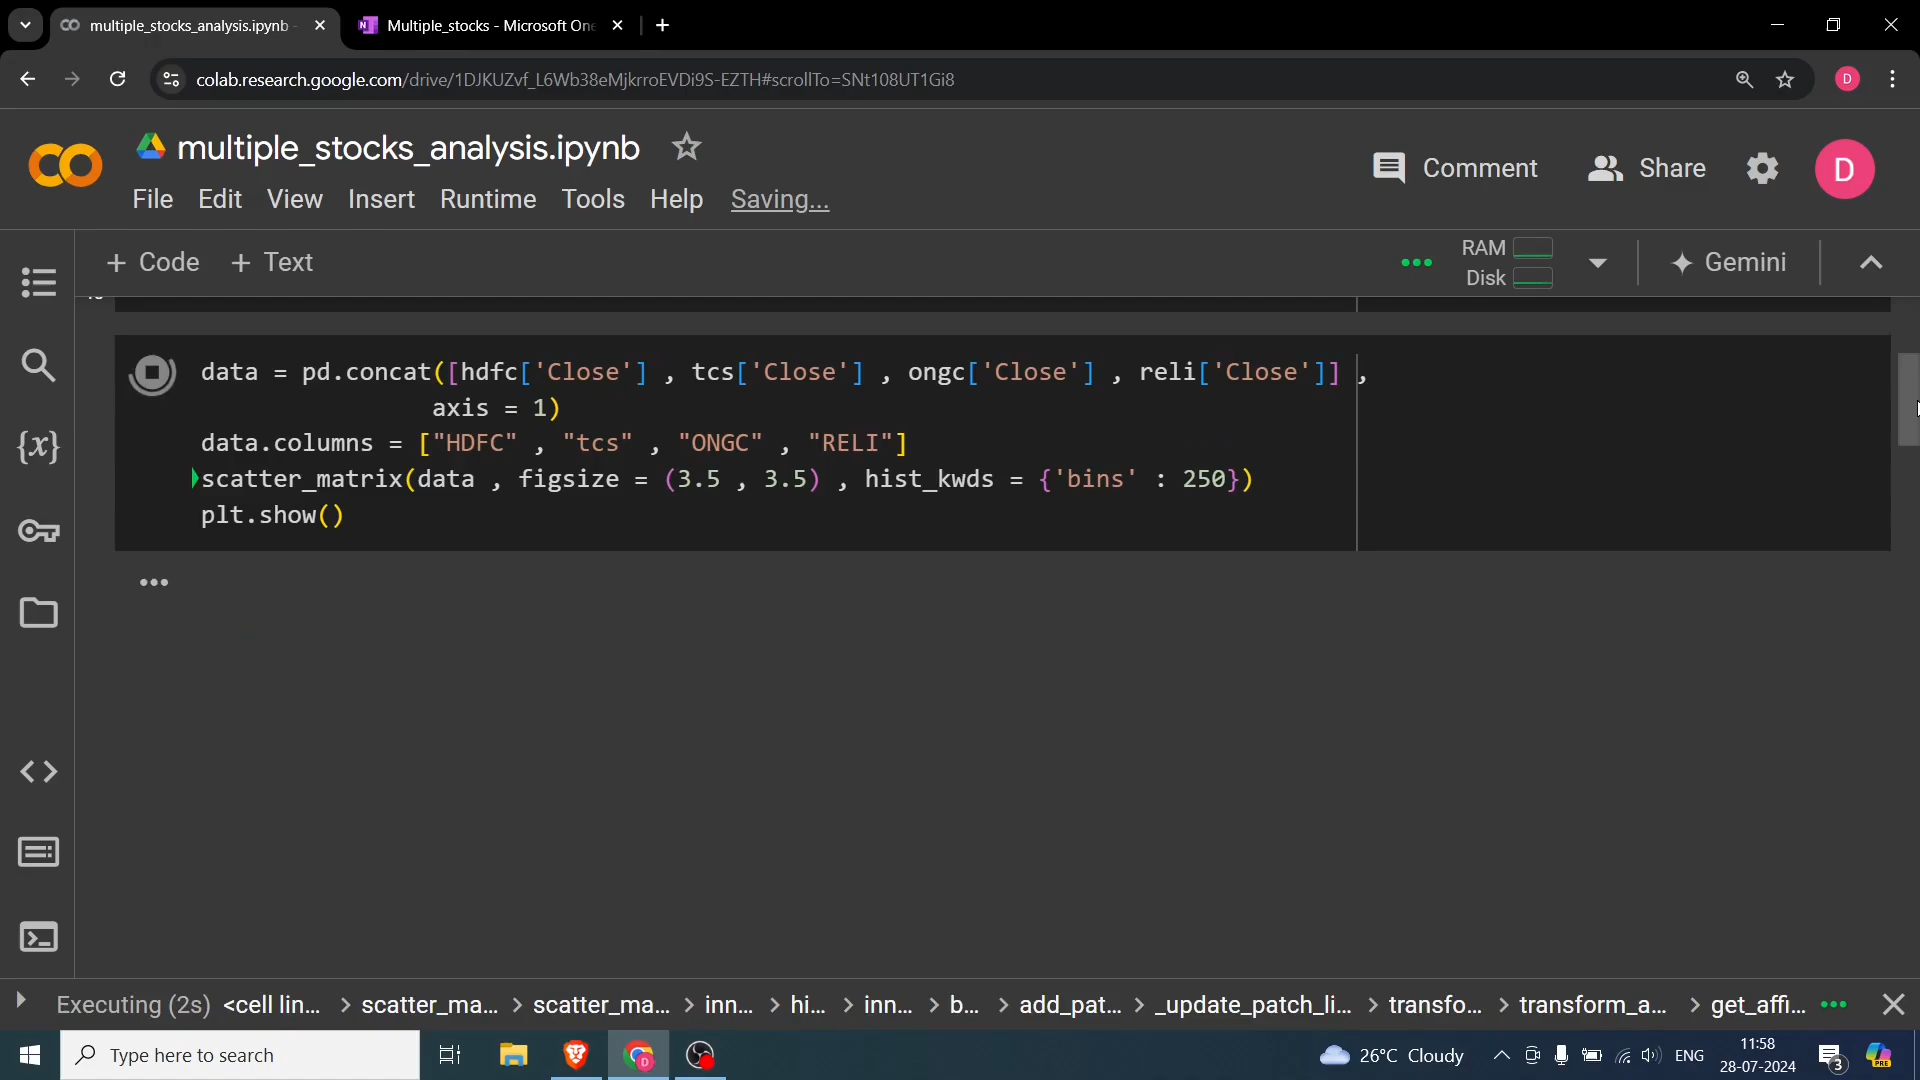 multiple_stocks_analysis.ipynb -
Multiple_stocks - Microsoft One
colab.research.google.com/drive/1DJKUZvf_L6Wb38eMjkrroEVDi9S-EZTH#scrollTo=SNt108UT1Gi8
D
multiple_stocks_analysis.ipynb
Comment
Share
D
File Edit View Insert Runtime Tools Help Saving...
+ Code + Text
RAM
Disk
Gemini
data = pd.concat([hdfc['Close'] , tcs['Close'] , ongc['Close'] , reli['Close']] ,
axis = 1)
data.columns = ["HDFC" , "tcs" , "ONGC" , "RELI"]
scatter_matrix(data , figsize = (3.5 , 3.5) , hist_kwds = {'bins' : 250})
plt.show()
{x}
Executing (2s) <cell lin... > scatter_ma... > scatter_ma... > inn... > hi... > inn... > b... > add_pat... > _update_patch_li... > transfo... > transform_a... > get_affi...
Type here to search
D
26°C Cloudy
ENG
11:58
28-07-2024
3
PRE